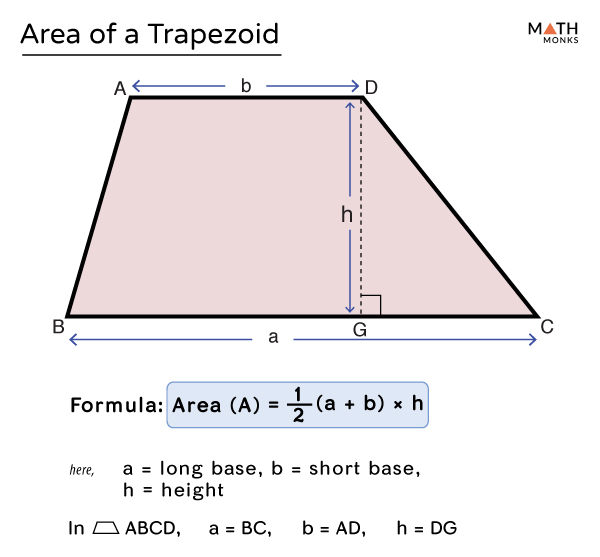 Area of a Trapezoid
MATH
MONKS
A b D
h
B G C
a
Formula: Area (A) = 1/2 (a + b) × h
here, a = long base, b = short base,
h = height
In ⏢ ABCD, a = BC, b = AD, h = DG